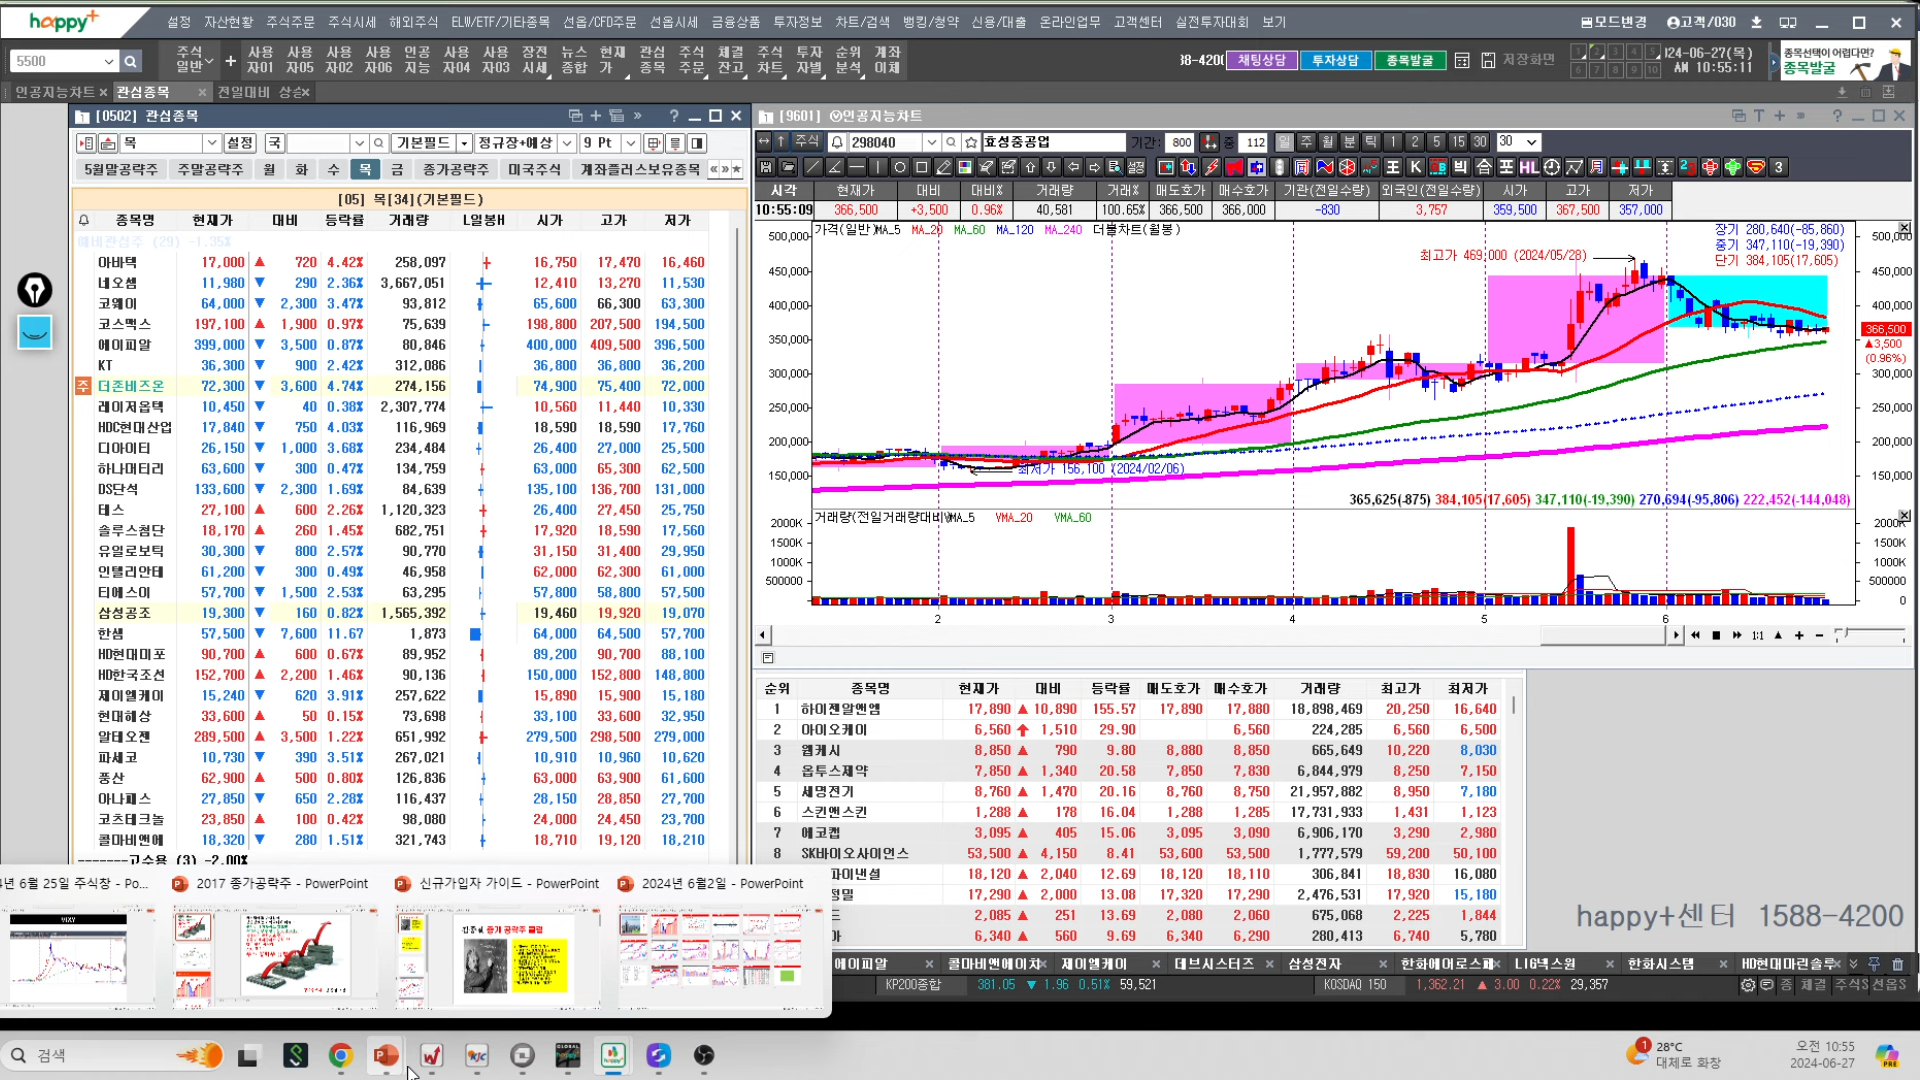 happy+ 설정 자산현황 주식주문 주식시세 해외주식 ELW/ETF/기타종목 선옵/CFD주문 선옵시세 금융상품 투자정보 차트/검색 뱅킹/청약 신용/대출 온라인업무 고객센터 실전투자대회 보기 모드변경 고객/030
5500 주식일반 + 사용자01 사용자05 사용자02 사용자06 인공지능 사용자04 사용자03 장전시세 뉴스종합 현재가 관심종목 주식주문 체결잔고 주식차트 투자자별 순위분석 계좌이체 채팅상담 투자상담 종목발굴 저장화면 AM 10:55:11 종목선택이 어렵다면? 종목발굴
인공지능차트 관심종목 전일대비
[0502] 관심종목
목 설정 국 기본필드 정규장+예상 9 Pt
5월말공략주 주말공략주 월 화 수 목 금 종가공략주 미국주식 계좌플러스보유종목
[05] 목[34](기본필드)
종목명 현재가 대비 등락률 거래량 L일봉H 시가 고가 저가
예비관심주 (29) -1.35%
아바텍 17,000 ▲ 720 4.42% 258,097 16,750 17,470 16,460
네오셈 11,980 ▼ 290 2.36% 3,667,051 12,410 13,270 11,530
코웨이 64,000 ▼ 2,300 3.47% 93,812 65,600 66,300 63,300
코스맥스 197,100 ▲ 1,900 0.97% 75,639 198,800 207,500 194,500
에이피알 399,000 ▼ 3,500 0.87% 80,846 400,000 409,500 396,500
KT 36,300 ▼ 900 2.42% 312,086 36,800 36,800 36,200
주 더존비즈온 72,300 ▼ 3,600 4.74% 274,156 74,900 75,400 72,000
레이저옵텍 10,450 ▼ 40 0.38% 2,307,774 10,560 11,440 10,330
HDC현대산업 17,840 ▼ 750 4.03% 116,969 18,590 18,590 17,760
디아이티 26,150 ▼ 1,000 3.68% 234,484 26,400 27,000 25,500
하나머티리 63,600 ▼ 300 0.47% 134,759 63,000 65,300 62,500
DS단석 133,600 ▼ 2,300 1.69% 84,639 135,100 136,700 131,000
테스 27,100 ▲ 600 2.26% 1,120,323 26,400 27,450 25,750
솔루스첨단 18,170 ▲ 260 1.45% 682,751 17,920 18,590 17,560
유일로보틱 30,300 ▼ 800 2.57% 90,770 31,150 31,400 29,950
인텔리안테 61,200 ▼ 300 0.49% 46,958 62,000 62,300 61,000
티에스이 57,700 ▼ 1,500 2.53% 63,295 57,800 58,800 57,500
삼성공조 19,300 ▼ 160 0.82% 1,565,392 19,460 19,920 19,070
한샘 57,500 ▼ 7,600 11.67 1,873 64,000 64,500 57,700
HD현대미포 90,700 ▲ 600 0.67% 89,952 89,200 90,700 88,100
HD한국조선 152,700 ▲ 2,200 1.46% 90,136 150,000 152,800 148,800
제이엘케이 15,240 ▼ 620 3.91% 257,622 15,890 15,900 15,180
현대해상 33,600 ▲ 50 0.15% 73,698 33,100 33,600 32,950
알테오젠 289,500 ▲ 3,500 1.22% 651,992 279,500 298,500 279,000
파세코 10,730 ▼ 390 3.51% 267,021 10,910 10,960 10,620
풍산 62,900 ▲ 500 0.80% 126,836 63,000 63,900 61,600
아나패스 27,850 ▼ 650 2.28% 116,437 28,150 28,850 27,700
코츠테크놀 23,850 ▲ 100 0.42% 98,080 24,000 24,450 23,700
콜마비앤에 18,320 ▼ 280 1.51% 321,743 18,710 19,120 18,210
-------고수용 (3) -2.00%
[9601] 인공지능차트
주식 298040 효성중공업 기간: 800 중 112 일 주 월 분 틱 1 2 5 15 30 30
시각 현재가 대비 대비% 거래량 거래% 매도호가 매수호가 기관(전일수량) 외국인(전일수량) 시가 고가 저가
10:55:09 366,500 +3,500 0.96% 40,581 100.65% 366,500 366,000 -830 3,757 359,500 367,500 357,000
가격(일반) MA_5 MA_20 MA_60 MA_120 MA_240 더블차트(월봉)
장기 280,640(-85,860)
중기 347,110(-19,390)
단기 384,105(17,605)
최고가 469,000 (2024/05/28)
최저가 156,100 (2024/02/06)
500,000
450,000
400,000
350,000
300,000
250,000
200,000
150,000
366,500
▲3,500
(0.96%)
365,625(-875) 384,105(17,605) 347,110(-19,390) 270,694(-95,806) 222,452(-144,048)
거래량(전일거래량대비) MA_5 VMA_20 VMA_60
2000K
1500K
1000K
500000
0
2 3 4 5 6
1:1
순위 종목명 현재가 대비 등락률 매도호가 매수호가 거래량 최고가 최저가
1 하이젠알앤엠 17,890 ▲ 10,890 155.57 17,890 17,880 18,898,469 20,250 16,640
2 아이오케이 6,560 1,510 29.90 6,560 224,285 6,560 6,500
3 웹케시 8,850 ▲ 790 9.80 8,880 8,850 665,649 10,220 8,030
4 옵투스제약 7,850 ▲ 1,340 20.58 7,850 7,830 6,844,979 8,250 7,150
5 세명전기 8,760 ▲ 1,470 20.16 8,760 8,750 21,957,882 8,950 7,180
6 스킨앤스킨 1,288 ▲ 178 16.04 1,288 1,285 17,731,933 1,431 1,123
7 에코캡 3,095 ▲ 405 15.06 3,095 3,090 6,906,170 3,290 2,980
8 SK바이오사이언스 53,500 ▲ 4,150 8.41 53,600 53,500 1,777,579 59,200 50,100
파이낸셜 18,120 ▲ 2,040 12.69 18,120 18,110 306,841 18,830 16,080
정밀 17,290 ▲ 2,000 13.08 17,320 17,290 2,476,531 17,920 15,180
드 2,085 ▲ 251 13.69 2,080 2,060 675,068 2,225 1,844
아 6,340 ▲ 560 9.69 6,340 6,290 280,413 6,740 5,780
happy+센터 1588-4200
에이피알 콜마비앤에이치 제이엘케이 데브시스터즈 삼성전자 한화에어로스페 LIG넥스원 한화시스템 HD현대마린솔루
KP200종합 381.05 ▼ 1.96 0.51% 59,521 KOSDAQ 150 1,362.21 ▲ 3.00 0.22% 29,357 종 체결 주식S 선옵S
년 6월 25일 주식창 - Po... 2017 종가공략주 - PowerPoint 신규가입자 가이드 - PowerPoint 2024년 6월2일 - PowerPoint
검색
28°C
대체로 화창
오전 10:55
2024-06-27